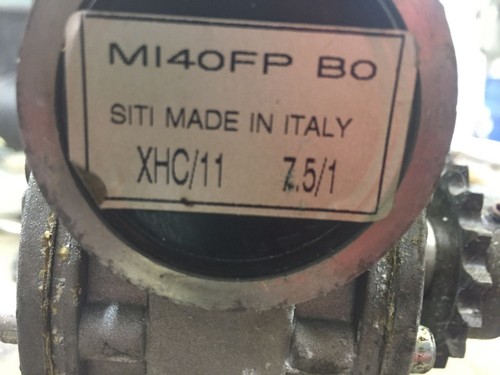 MI40FP B0
SITI MADE IN ITALY
XHC/11 7.5/1